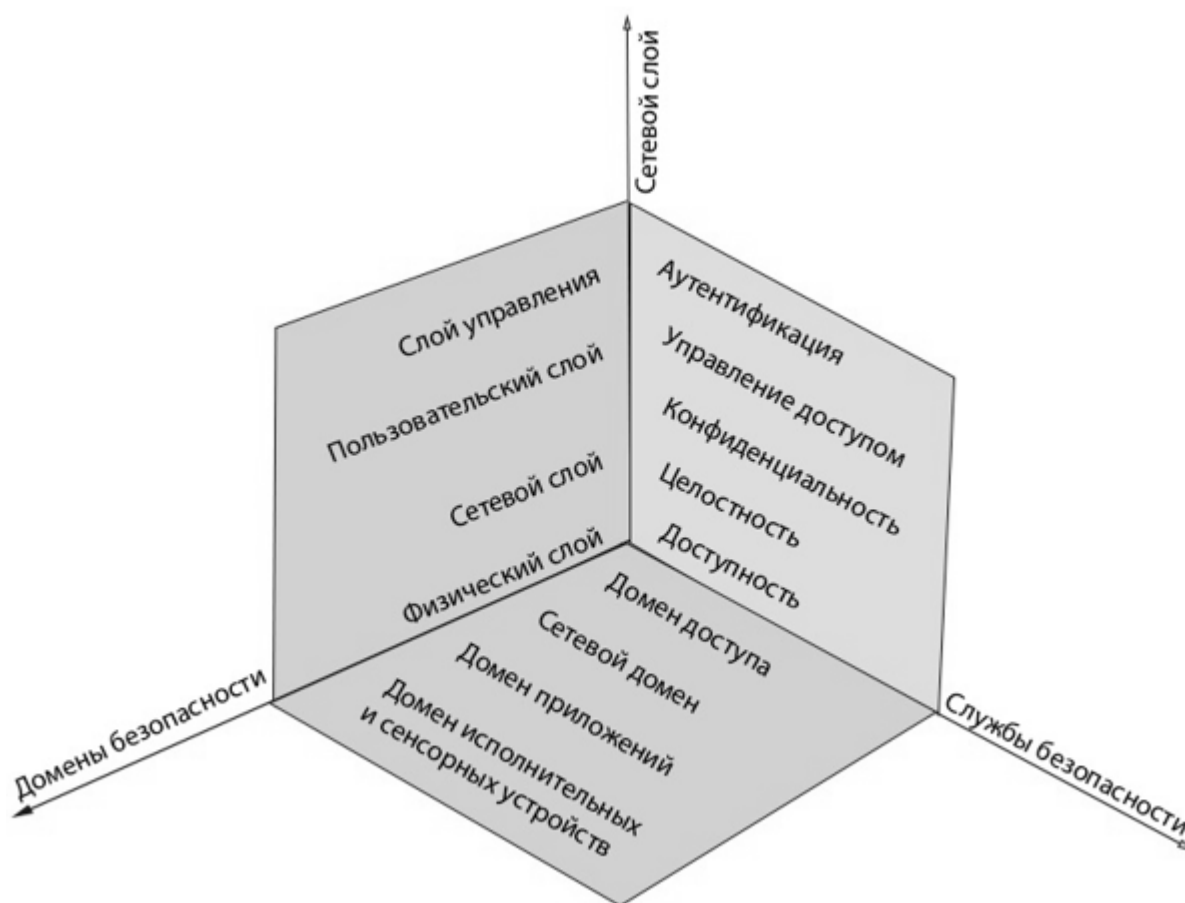 Сетевой слой
Слой управления
Пользовательский слой
Сетевой слой
Физический слой
Аутентификация
Управление доступом
Конфиденциальность
Целостность
Доступность
Домен доступа
Сетевой домен
Домен приложений
Домен исполнительных
и сенсорных устройств
Домены безопасности
Службы безопасности